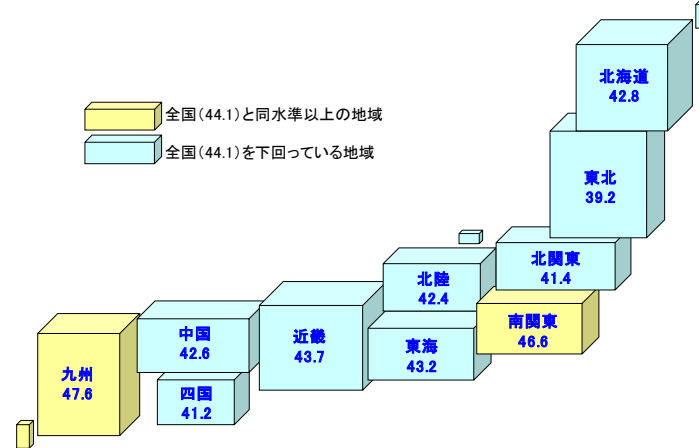 北海道
42.8
全国(44.1)と同水準以上の地域
全国(44.1)を下回っている地域
東北
39.2
北関東
41.4
北陸
42.4
南関東
46.6
中国
42.6
近畿
43.7
東海
43.2
九州
47.6
四国
41.2